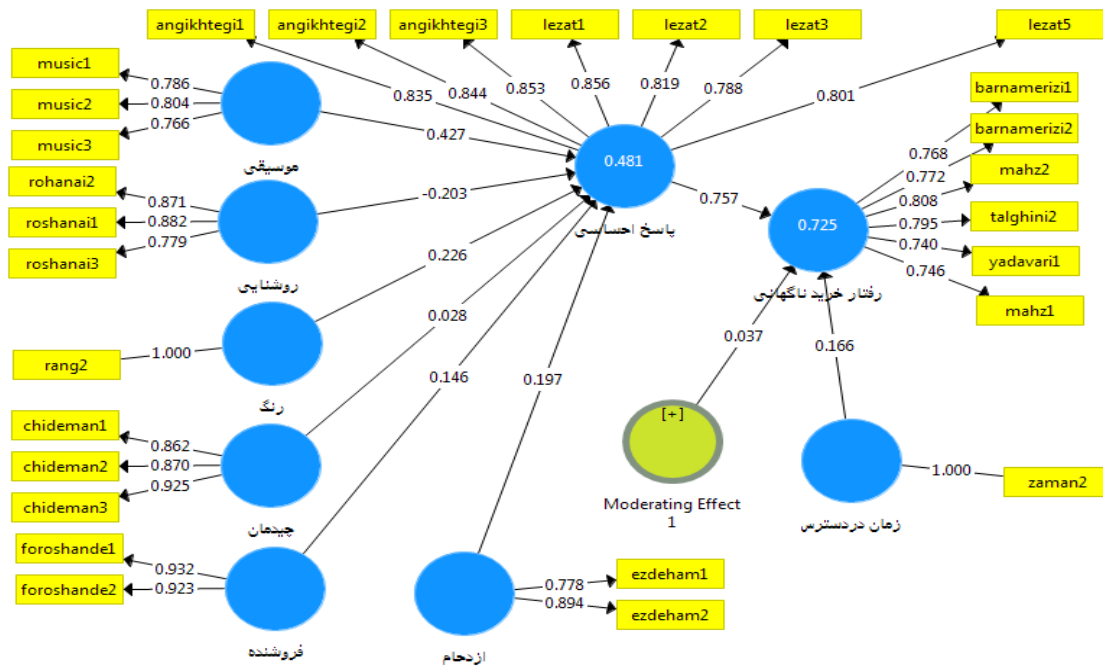 angikhtegi1
angikhtegi2
angikhtegi3
lezat1
lezat2
lezat3
lezat5
music1
music2
music3
0.786
0.804
0.766
موسیقی
0.835
0.844
0.853
0.856
0.819
0.788
0.801
0.427
0.481
پاسخ احساسی
barnamerizi1
barnamerizi2
mahz2
talghini2
yadavari1
mahz1
0.768
0.772
0.808
0.795
0.740
0.746
0.757
0.725
رفتار خرید ناگهانی
rohanai2
roshanai1
roshanai3
0.871
0.882
0.779
روشنایی
-0.203
0.226
rang2
1.000
رنگ
0.028
chideman1
chideman2
chideman3
0.862
0.870
0.925
چیدمان
0.146
foroshande1
foroshande2
0.932
0.923
فروشنده
0.197
ازدحام
0.778
0.894
ezdeham1
ezdeham2
0.037
[+]
Moderating Effect
1
0.166
زمان دردسترس
1.000
zaman2